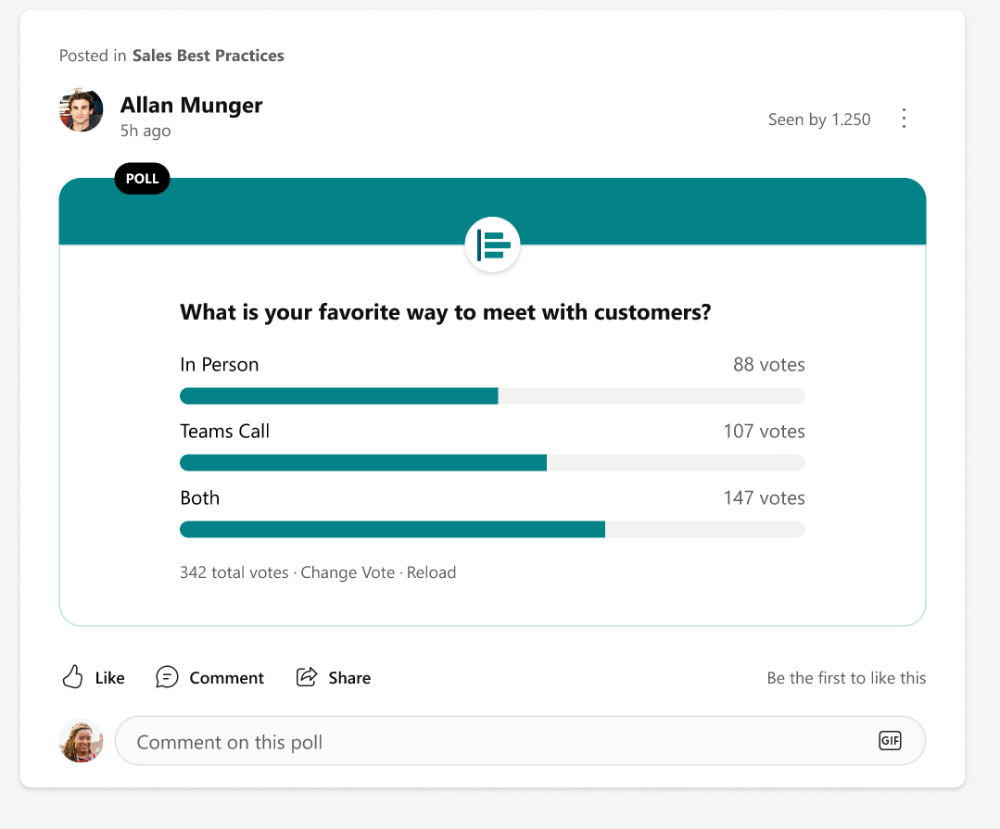 Posted in Sales Best Practices
Allan Munger
5h ago
Seen by 1.250
POLL
What is your favorite way to meet with customers?
In Person 88 votes
Teams Call 107 votes
Both 147 votes
342 total votes · Change Vote · Reload
Like Comment Share Be the first to like this
Comment on this poll GIF